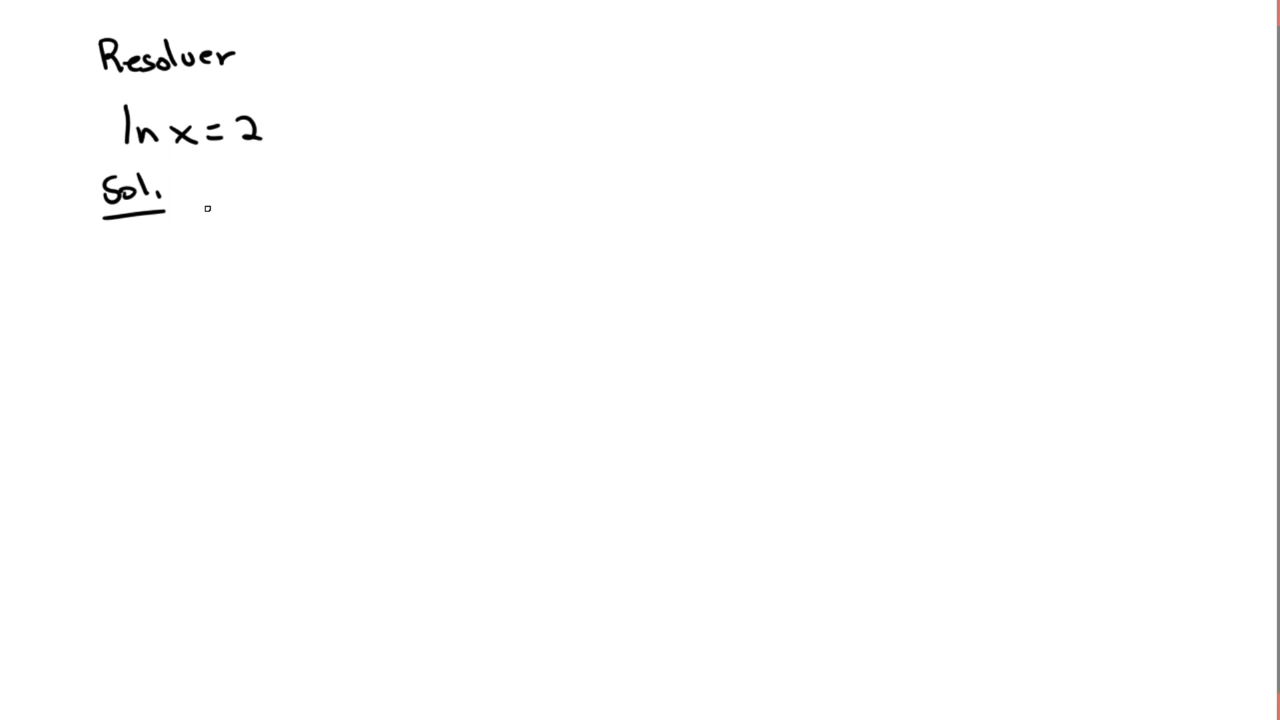 Resolver
ln x = 2
Sol.